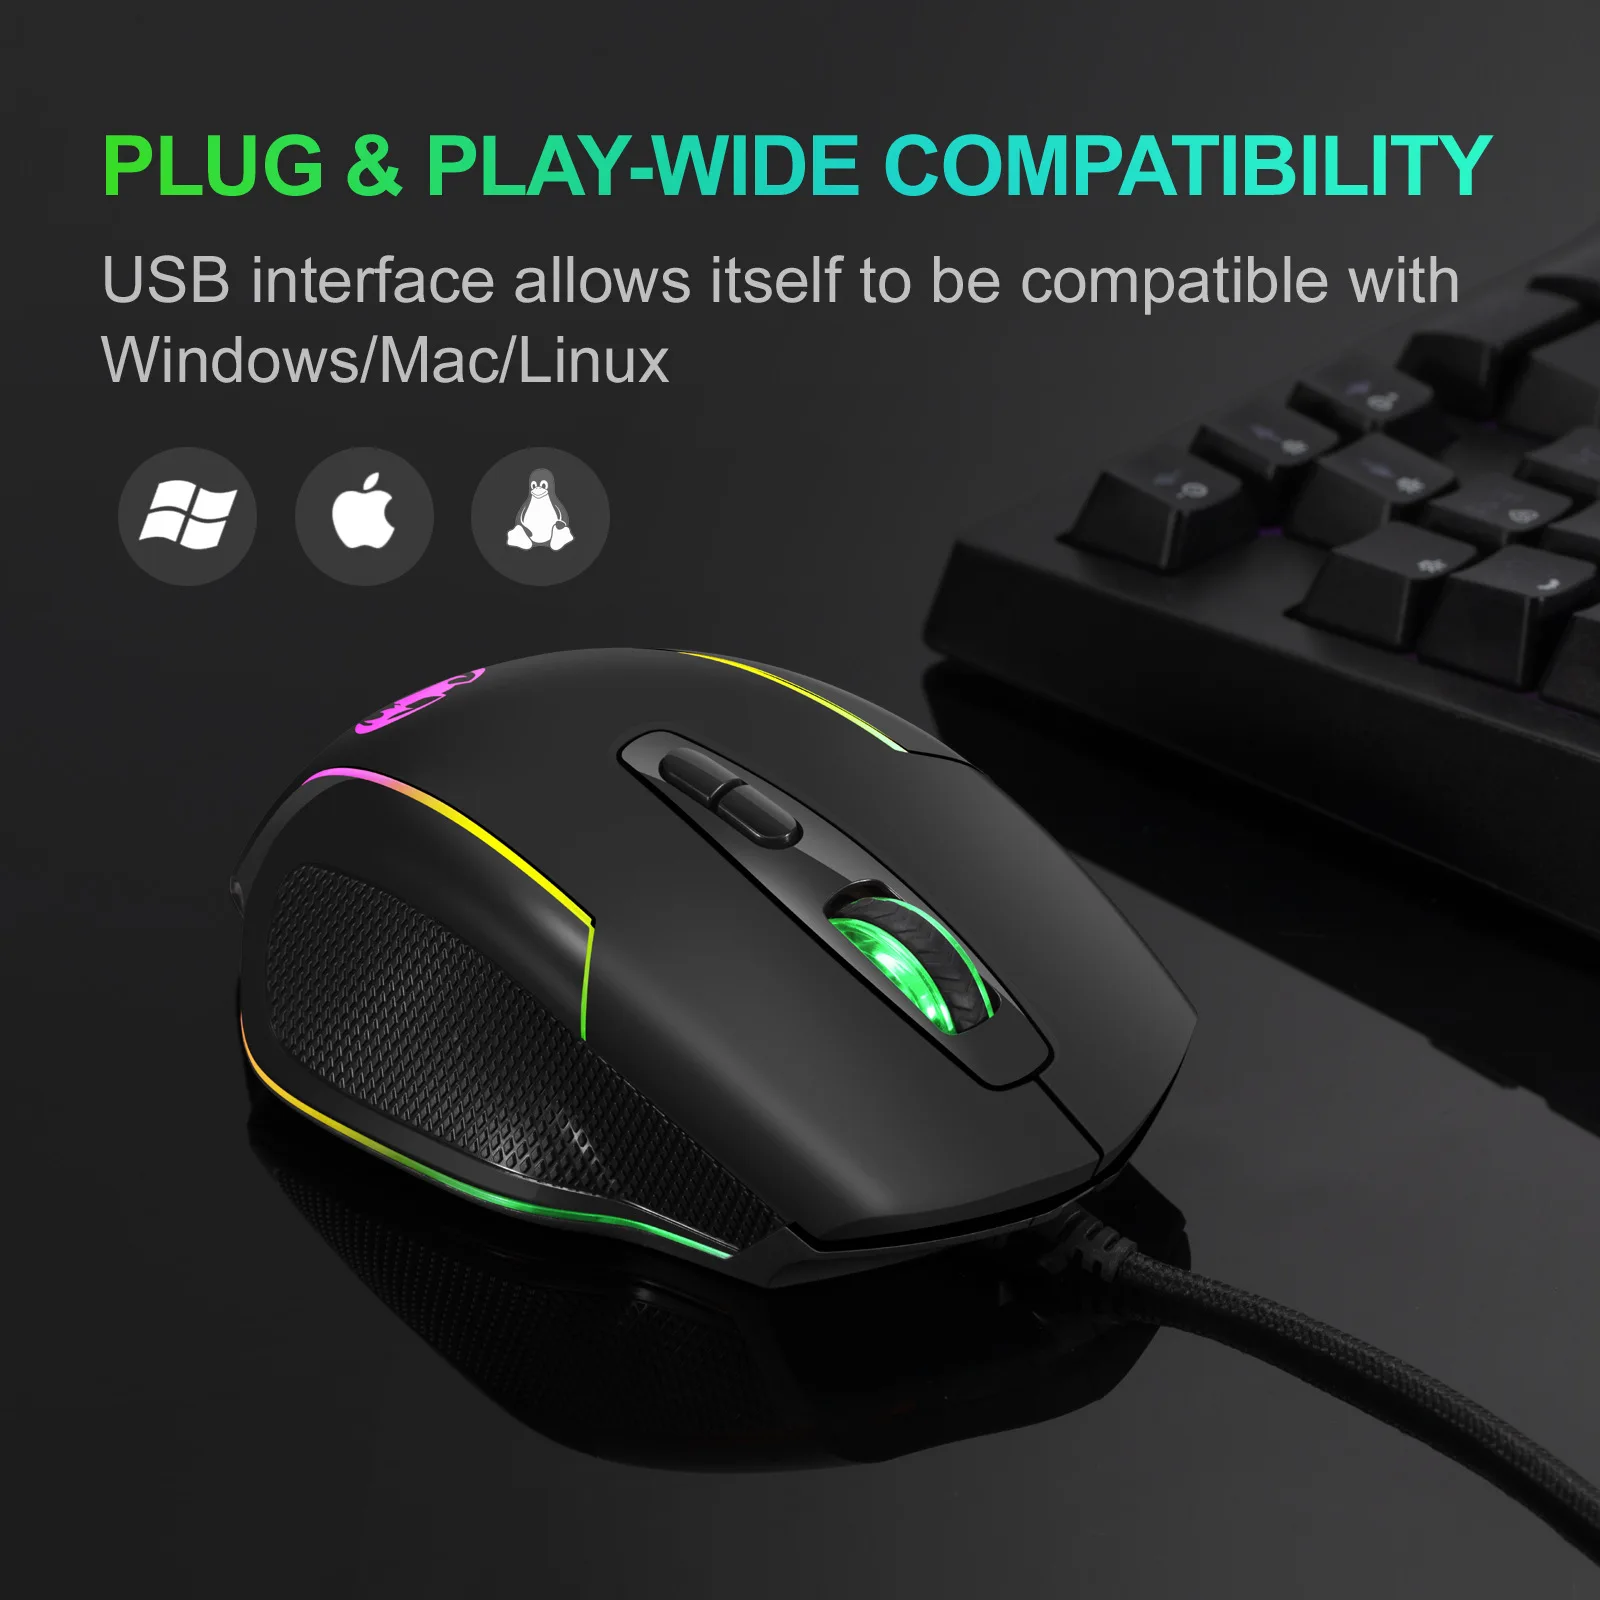 PLUG & PLAY-WIDE COMPATIBILITY
USB interface allows itself to be compatible with
Windows/Mac/Linux